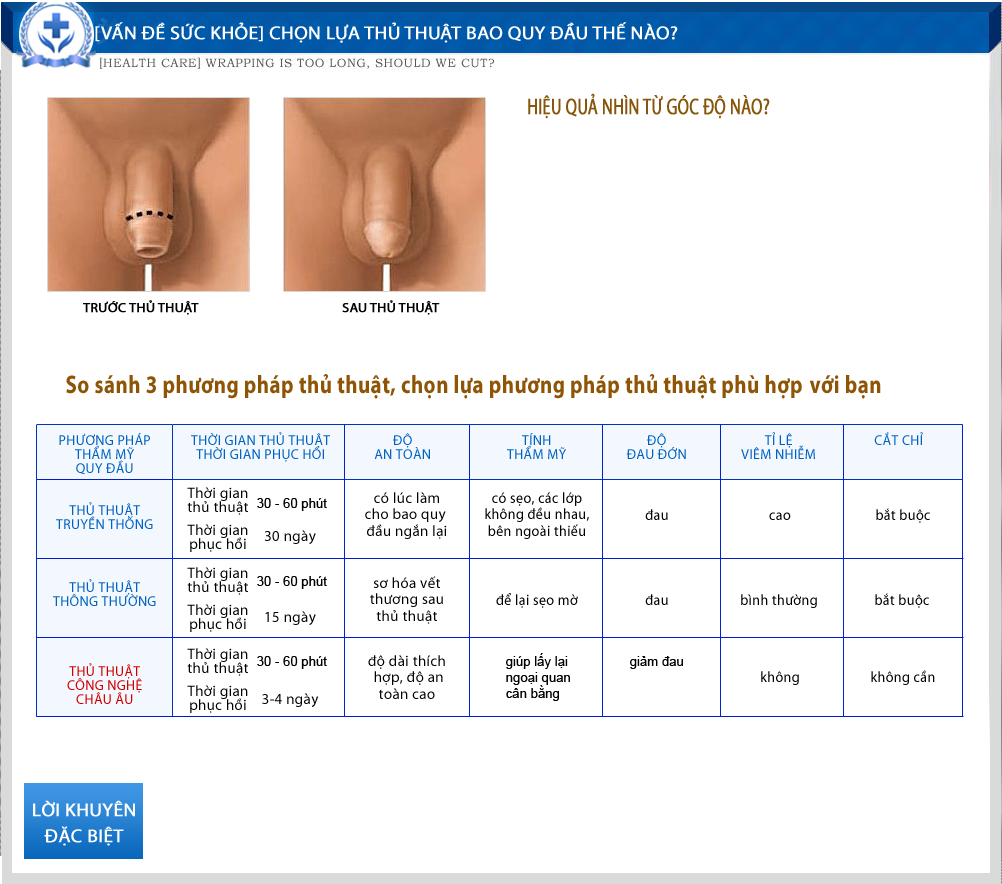 [VẤN ĐỀ SỨC KHỎE] CHỌN LỰA THỦ THUẬT BAO QUY ĐẦU THẾ NÀO?
[HEALTH CARE] WRAPPING IS TOO LONG, SHOULD WE CUT?
HIỆU QUẢ NHÌN TỪ GÓC ĐỘ NÀO?
TRƯỚC THỦ THUẬT
SAU THỦ THUẬT
So sánh 3 phương pháp thủ thuật, chọn lựa phương pháp thủ thuật phù hợp với bạn
PHƯƠNG PHÁP
THẨM MỸ
QUY ĐẦU
THỜI GIAN THỦ THUẬT
THỜI GIAN PHỤC HỒI
ĐỘ
AN TOÀN
TÍNH
THẨM MỸ
ĐỘ
ĐAU ĐỚN
TỈ LỆ
VIÊM NHIỄM
CẮT CHỈ
THỦ THUẬT
TRUYỀN THỐNG
Thời gian
thủ thuật 30 - 60 phút
Thời gian
phục hồi 30 ngày
có lúc làm
cho bao quy
đầu ngắn lại
có sẹo, các lớp
không đều nhau,
bên ngoài thiếu
đau
cao
bắt buộc
THỦ THUẬT
THÔNG THƯỜNG
Thời gian
thủ thuật 30 - 60 phút
Thời gian
phục hồi 15 ngày
sơ hóa vết
thương sau
thủ thuật
để lại sẹo mờ
đau
bình thường
bắt buộc
THỦ THUẬT
CÔNG NGHỆ
CHÂU ÂU
Thời gian
thủ thuật 30 - 60 phút
Thời gian
phục hồi 3-4 ngày
độ dài thích
hợp, độ an
toàn cao
giúp lấy lại
ngoại quan
cân bằng
giảm đau
không
không cần
LỜI KHUYÊN
ĐẶC BIỆT